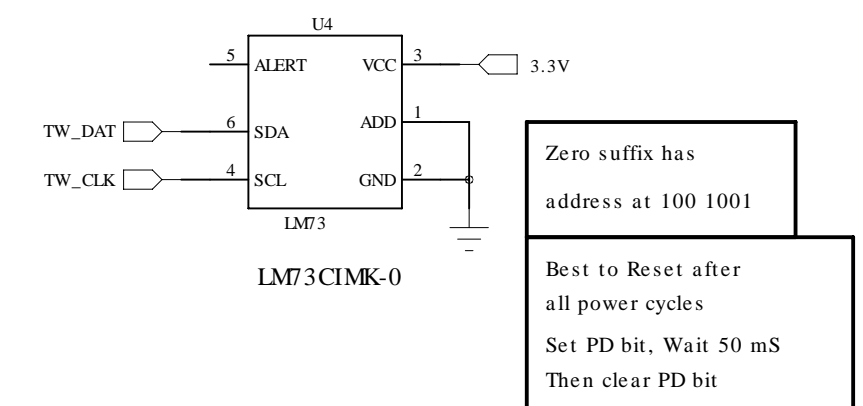 U4
5 ALERT VCC 3 3.3V
TW_DAT 6 SDA ADD 1
TW_CLK 4 SCL GND 2
LM73
LM73CIMK-0
Zero suffix has
address at 100 1001
Best to Reset after
all power cycles
Set PD bit, Wait 50 mS
Then clear PD bit